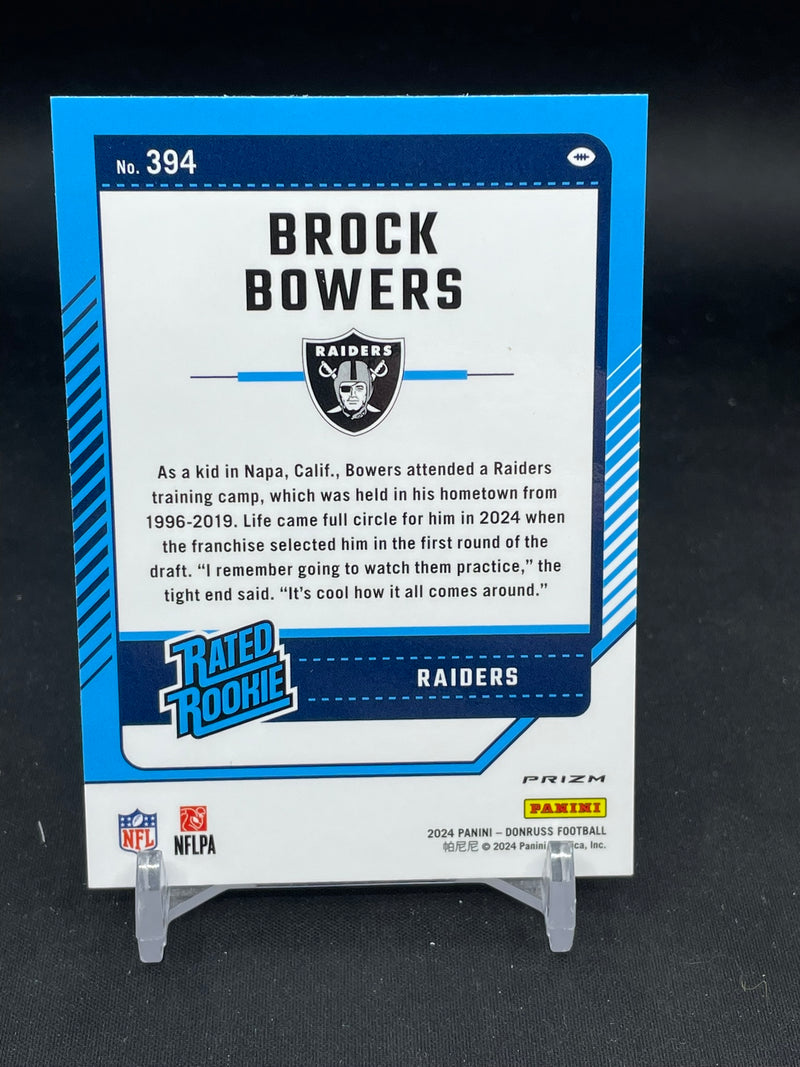 No. 394
BROCK
BOWERS
RAIDERS
As a kid in Napa, Calif., Bowers attended a Raiders
training camp, which was held in his hometown from
1996-2019. Life came full circle for him in 2024 when
the franchise selected him in the first round of the
draft. “I remember going to watch them practice,” the
tight end said. “It’s cool how it all comes around.”
RATED
ROOKIE
RAIDERS
PRIZM
PANINI
NFL
NFLPA
2024 PANINI – DONRUSS FOOTBALL
帕尼尼 © 2024 Panini Inc.